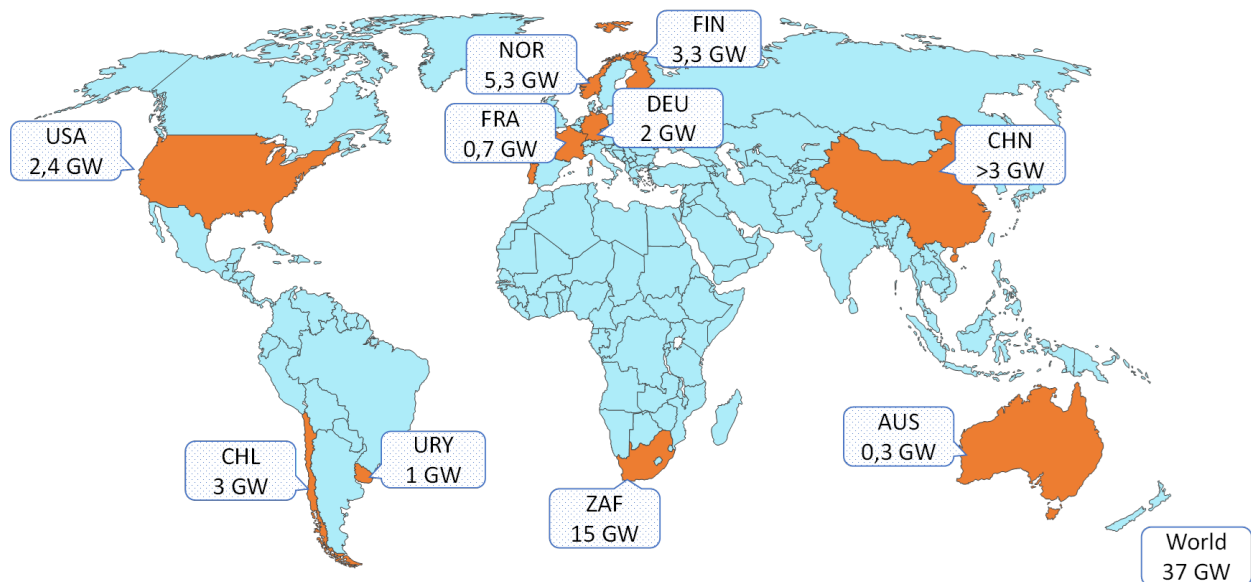 FIN
3,3 GW
NOR
5,3 GW
DEU
2 GW
FRA
0,7 GW
USA
2,4 GW
CHN
>3 GW
AUS
0,3 GW
URY
1 GW
CHL
3 GW
ZAF
15 GW
World
37 GW